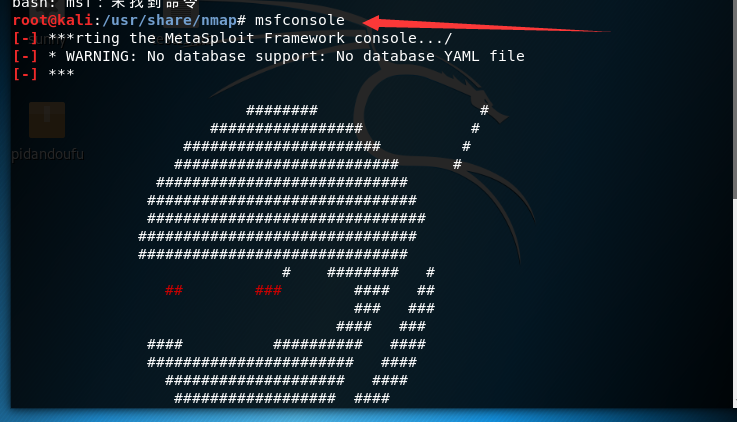 bash: msf：未找到命令
root@kali:/usr/share/nmap# msfconsole
[-] ***rting the MetaSploit Framework console.../
[-] * WARNING: No database support: No database YAML file
[-] ***
pidandoufu
######## #
################# #
###################### #
######################### #
############################
##############################
###############################
###############################
##############################
# ######## #
## ### #### ##
### ###
#### ###
#### ########## ####
####################### ####
#################### ####
################## ####